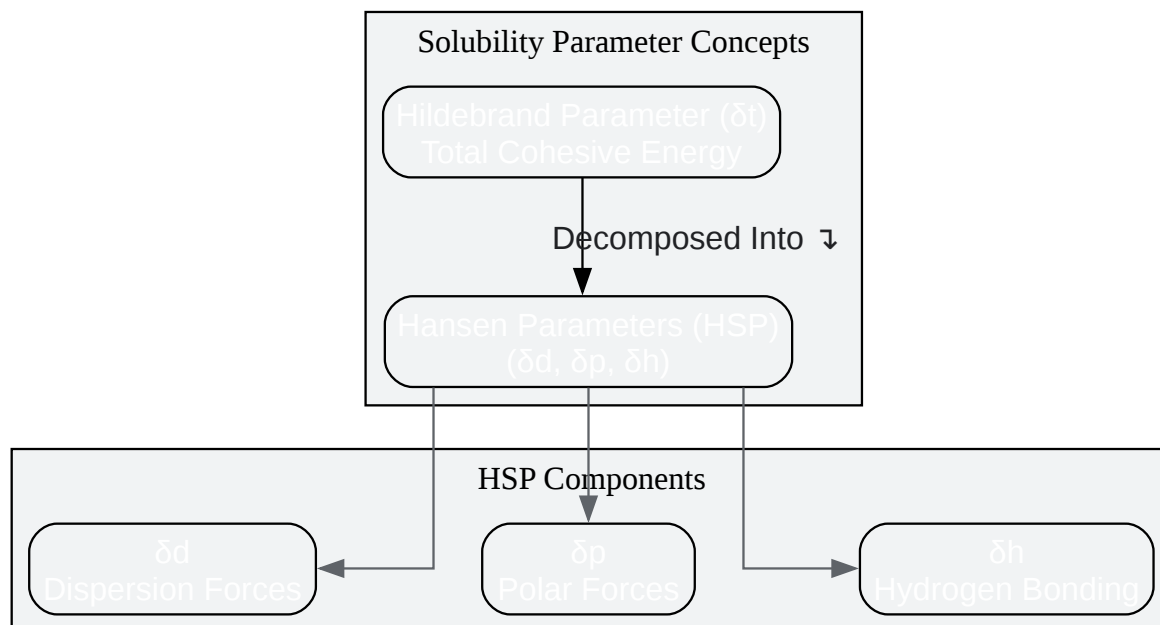 Solubility Parameter Concepts
Hildebrand Parameter (δt)
Total Cohesive Energy
Decomposed Into ↴
Hansen Parameters (HSP)
(δd, δp, δh)
HSP Components
δd
Dispersion Forces
δp
Polar Forces
δh
Hydrogen Bonding